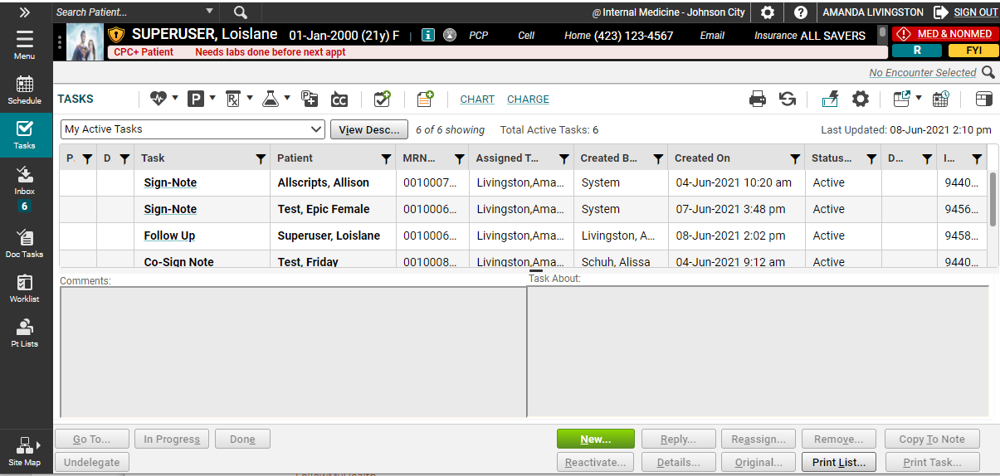 Search Patient...
@ Internal Medicine - Johnson City
AMANDA LIVINGSTON
SIGN OUT
Menu
SUPERUSER, Loislane 01-Jan-2000 (21y) F | PCP Cell Home (423) 123-4567 Email Insurance ALL SAVERS
MED & NONMED
CPC+ Patient Needs labs done before next appt
R
FYI
No Encounter Selected
Schedule
TASKS
CHART
CHARGE
Tasks
My Active Tasks
View Desc...
6 of 6 showing
Total Active Tasks: 6
Last Updated: 08-Jun-2021 2:10 pm
P. D Task Patient MRN... Assigned T... Created B... Created On Status... D... I...
Sign-Note Allscripts, Allison 0010007... Livingston,Ama... System 04-Jun-2021 10:20 am Active 9440...
Sign-Note Test, Epic Female 0010006... Livingston,Ama... System 07-Jun-2021 3:48 pm Active 9456...
Follow Up Superuser, Loislane 0010006... Livingston,Ama... Livingston, A... 08-Jun-2021 2:02 pm Active 9458...
Co-Sign Note Test, Friday 0010008... Livingston,Ama... Schuh, Alissa 04-Jun-2021 9:12 am Active 9440...
Inbox
6
Doc Tasks
Worklist
Pt Lists
Comments:
Task About:
Site Map
Go To...
In Progress
Done
New...
Reply...
Reassign...
Remove...
Copy To Note
Undelegate
Reactivate...
Details...
Original...
Print List...
Print Task...